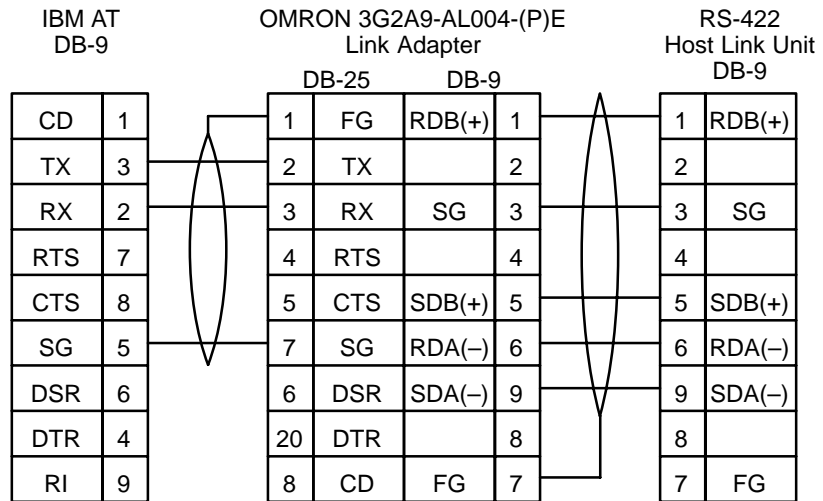 IBM AT OMRON 3G2A9-AL004-(P)E RS-422
DB-9 Link Adapter Host Link Unit
DB-25 DB-9 DB-9
CD 1 1 FG RDB(+) 1 1 RDB(+)
TX 3 2 TX 2 2
RX 2 3 RX SG 3 3 SG
RTS 7 4 RTS 4 4
CTS 8 5 CTS SDB(+) 5 5 SDB(+)
SG 5 7 SG RDA(–) 6 6 RDA(–)
DSR 6 6 DSR SDA(–) 9 9 SDA(–)
DTR 4 20 DTR 8 8
RI 9 8 CD FG 7 7 FG